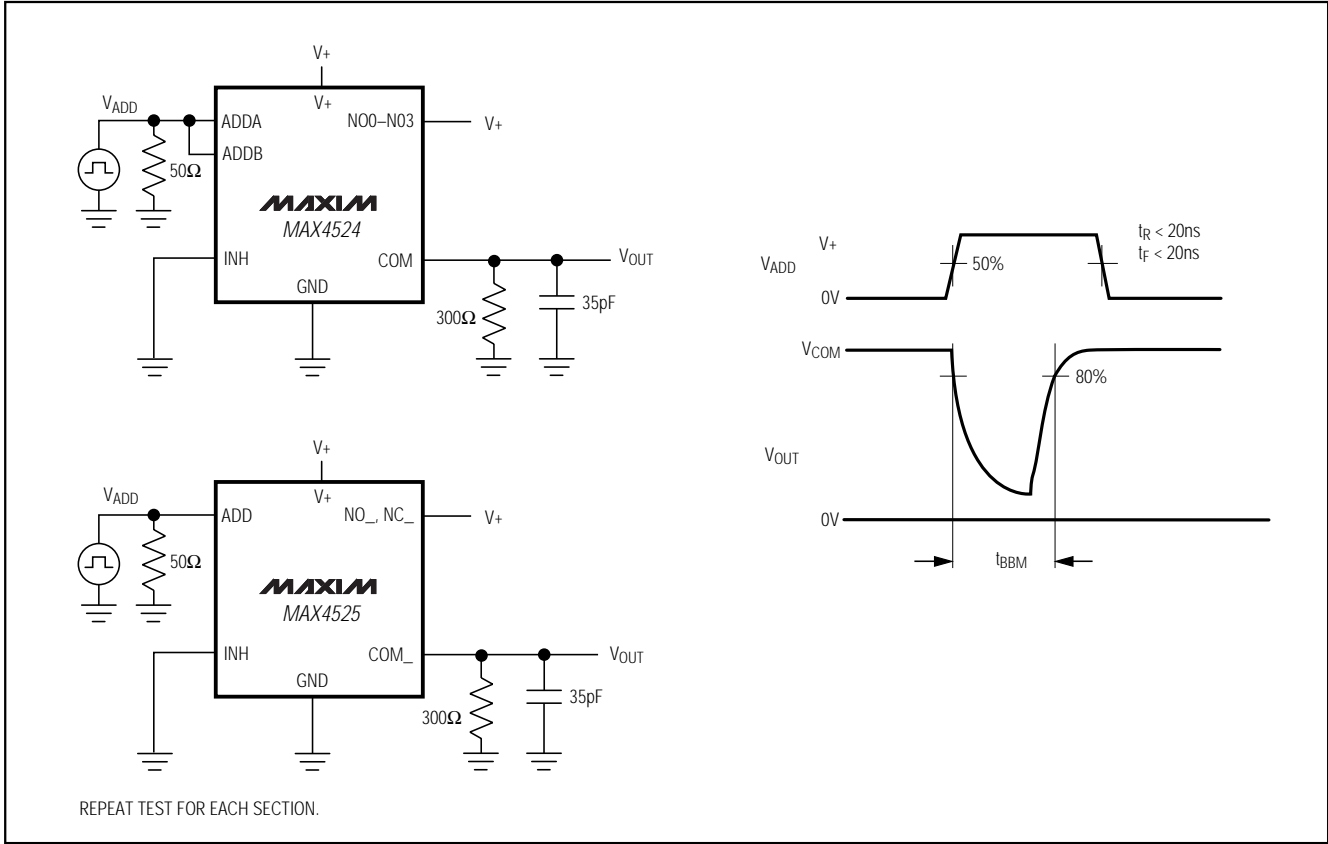 V+
VADD
V+
ADDA
NO0–N03
V+
ADDB
50Ω
MAXIM
MAX4524
INH
COM
VOUT
GND
300Ω
35pF
V+
VADD
V+
ADD
NO_, NC_
V+
50Ω
MAXIM
MAX4525
INH
COM_
VOUT
GND
300Ω
35pF
REPEAT TEST FOR EACH SECTION.
V+
tR < 20ns
tF < 20ns
VADD
50%
0V
VCOM
80%
VOUT
0V
tBBM